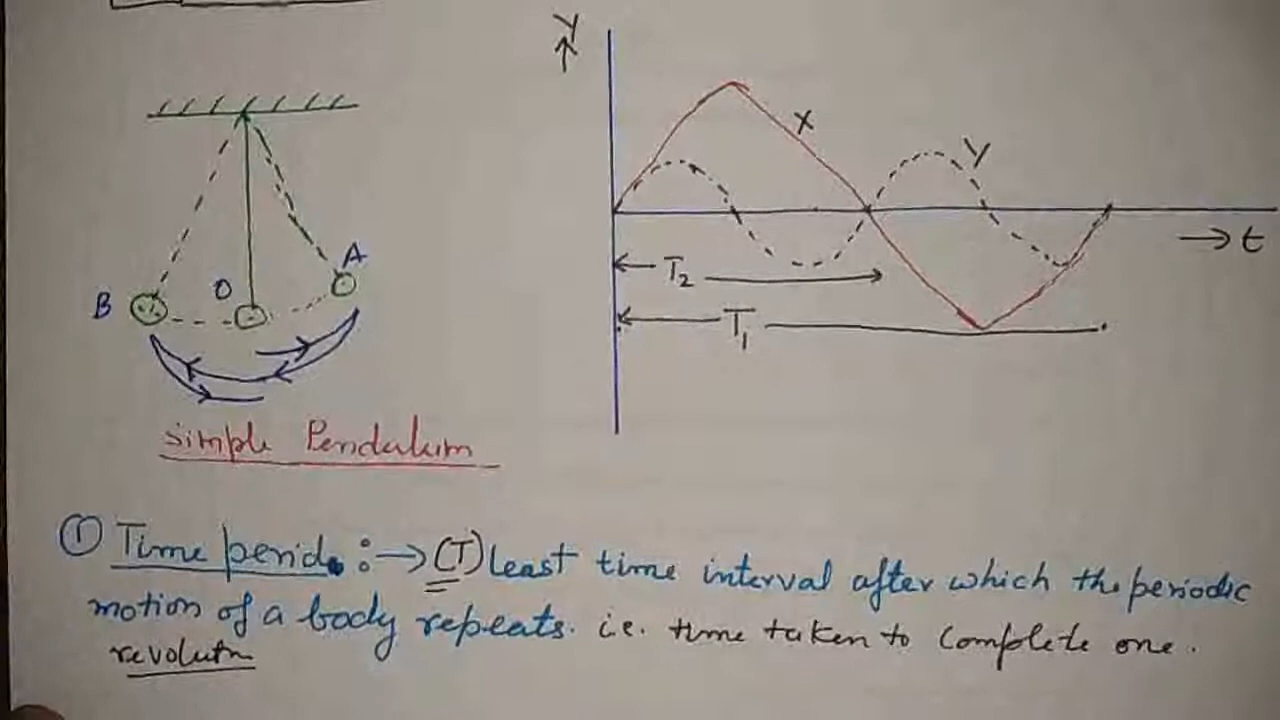 Y
X
Y
t
T₂
T₁
A
B
O
Simple Pendulum
① Time period :→ (T) least time interval after which the periodic
motion of a body repeats. i.e. time taken to complete one.
revolutn